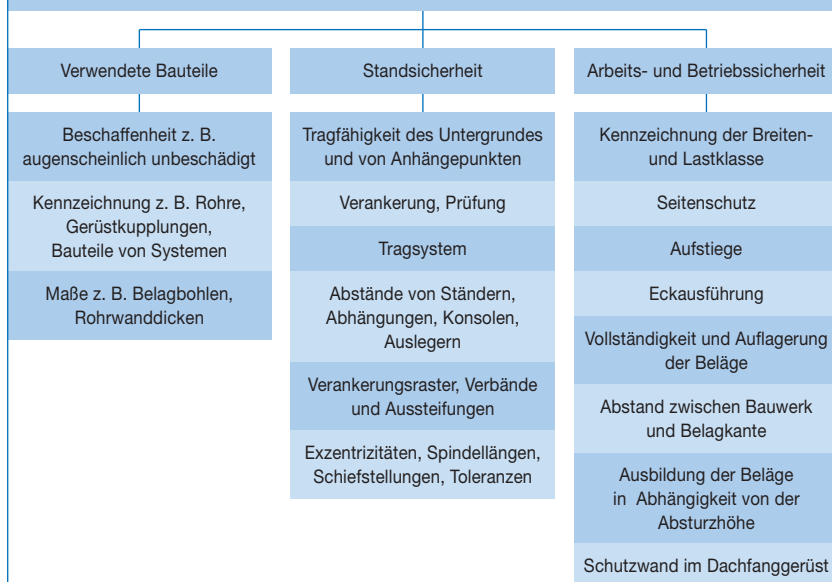 Verwendete Bauteile
Beschaffenheit z. B.
augenscheinlich unbeschädigt
Kennzeichnung z. B. Rohre,
Gerüstkupplungen,
Bauteile von Systemen
Maße z. B. Belagbohlen,
Rohrwanddicken
Standsicherheit
Tragfähigkeit des Untergrundes
und von Anhängepunkten
Verankerung, Prüfung
Tragsystem
Abstände von Ständern,
Abhängungen, Konsolen,
Auslegern
Verankerungsraster, Verbände
und Aussteifungen
Exzentrizitäten, Spindellängen,
Schiefstellungen, Toleranzen
Arbeits- und Betriebssicherheit
Kennzeichnung der Breiten-
und Lastklasse
Seitenschutz
Aufstiege
Eckausführung
Vollständigkeit und Auflagerung
der Beläge
Abstand zwischen Bauwerk
und Belagkante
Ausbildung der Beläge
in Abhängigkeit von der
Absturzhöhe
Schutzwand im Dachfanggerüst